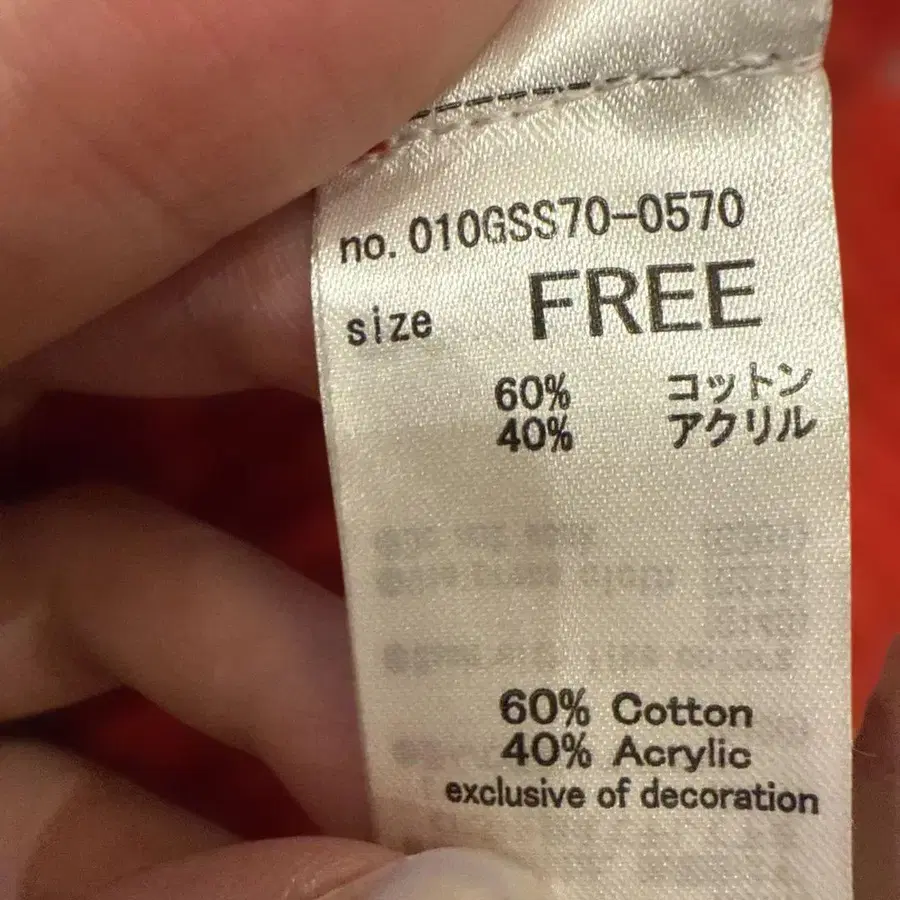 no. 010GSS70-0570
size FREE
60% コットン
40% アクリル
60% Cotton
40% Acrylic
exclusive of decoration